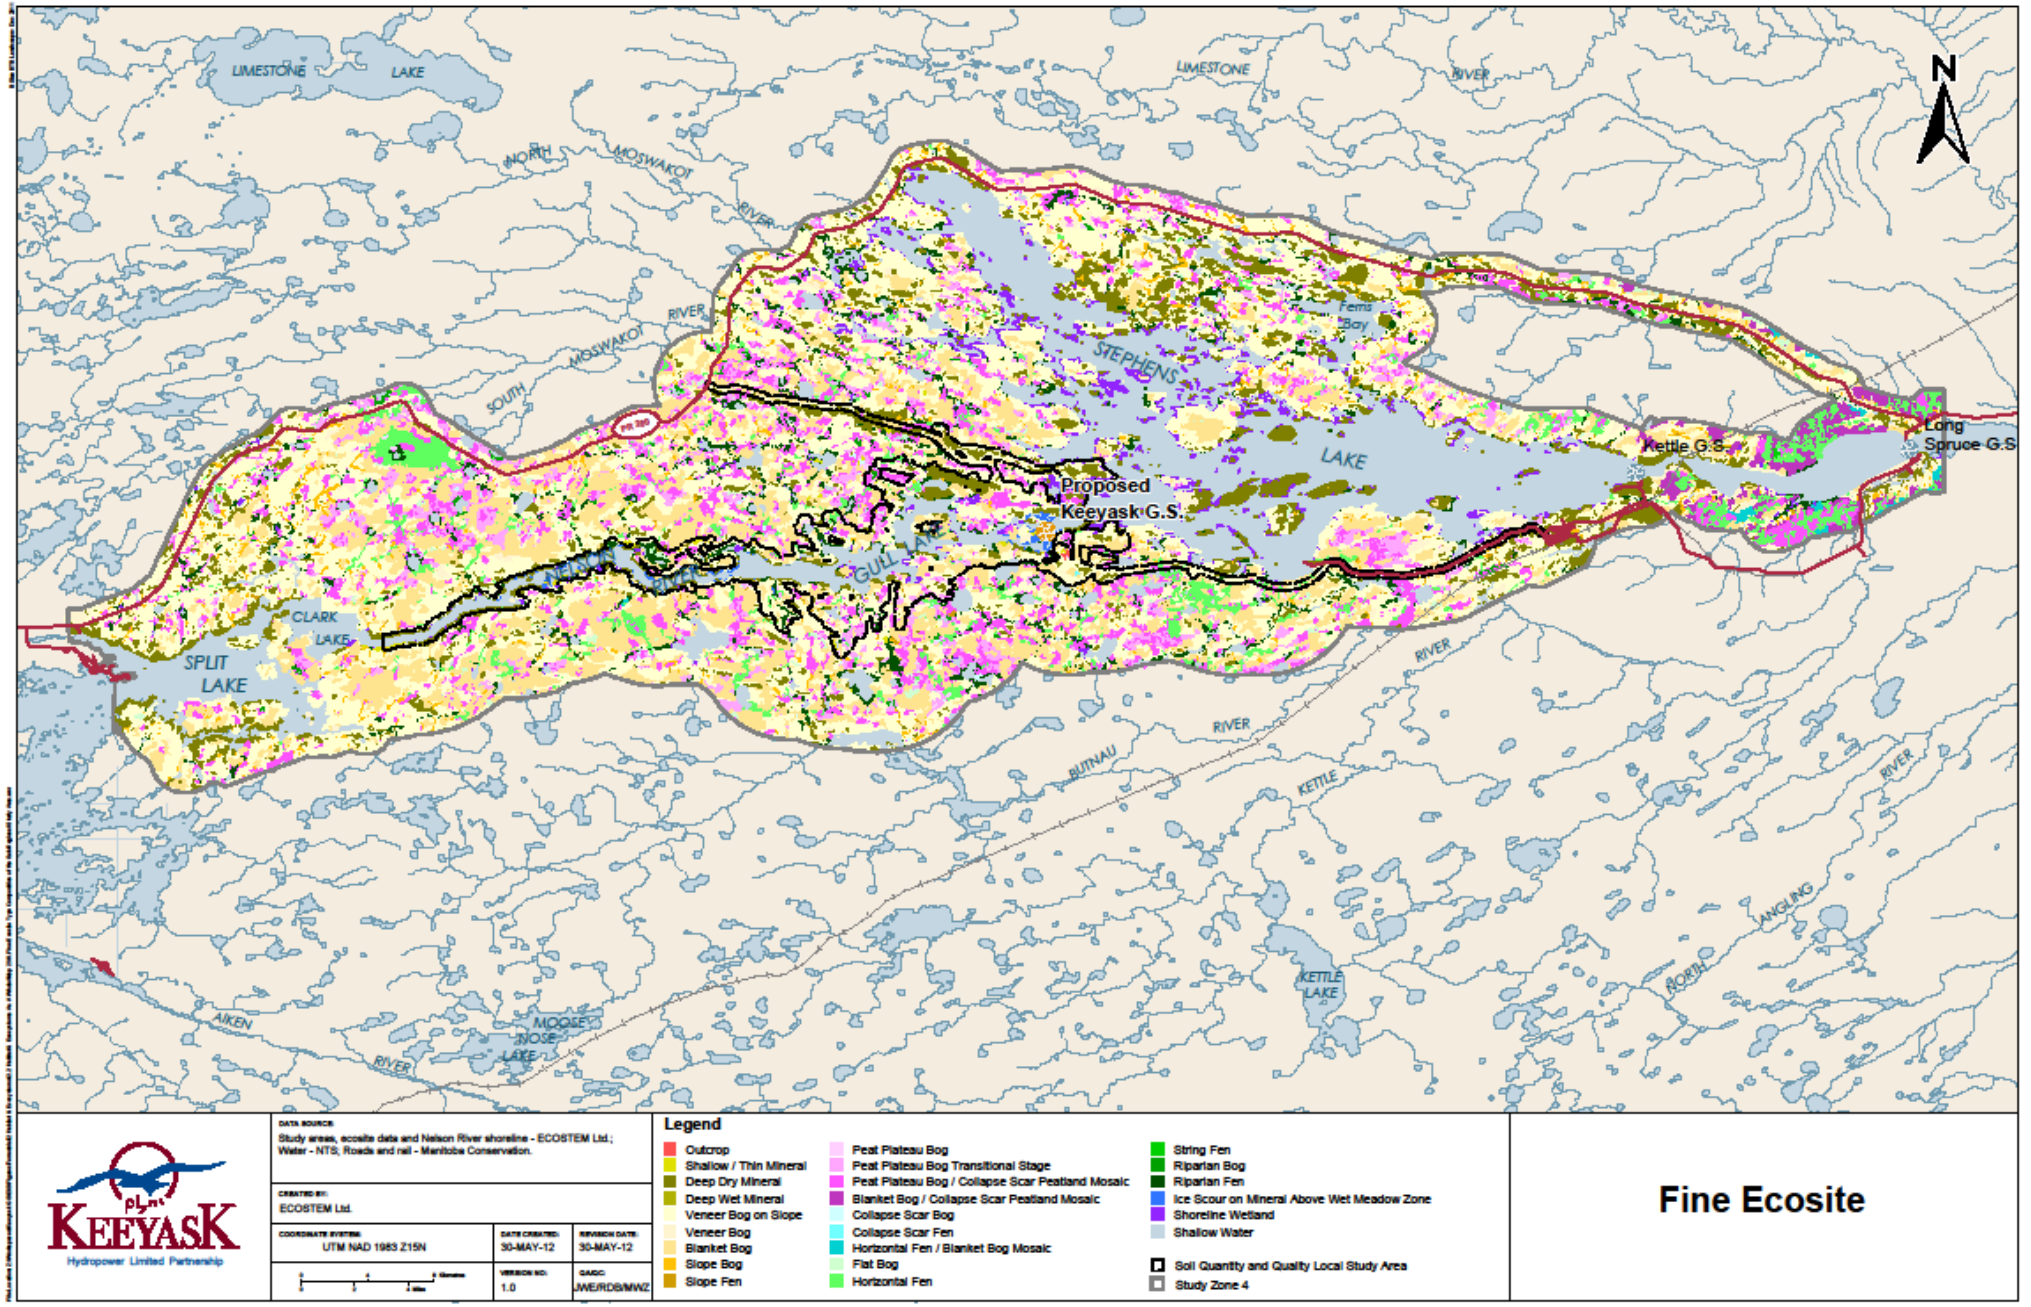 LIMESTONE LAKE
LIMESTONE RIVER
N
NORTH MOSWAKOT RIVER
SOUTH MOSWAKOT RIVER
PR 280
Ferris
Bay
STEPHENS
LAKE
Long
Spruce G.S
Kettle G.S.
Proposed
Keeyask G.S.
GULL LAKE
NELSON
RIVER
CLARK
LAKE
SPLIT
LAKE
RIVER
BUTNAU RIVER
KETTLE RIVER
KETTLE
LAKE
NORTH ANGLING RIVER
AIKEN RIVER
MOOSE
NOSE
LAKE
KEEYASK
Hydropower Limited Partnership
DATA SOURCE:
Study areas, ecosite data and Nelson River shoreline - ECOSTEM Ltd.;
Water - NTS; Roads and rail - Manitoba Conservation.
CREATED BY:
ECOSTEM Ltd.
COORDINATE SYSTEM:
UTM NAD 1983 Z15N
DATE CREATED:
30-MAY-12
REVISION DATE:
30-MAY-12
VERSION NO:
1.0
QA/QC:
JWE/RDB/MWZ
Legend
Outcrop
Shallow / Thin Mineral
Deep Dry Mineral
Deep Wet Mineral
Veneer Bog on Slope
Veneer Bog
Blanket Bog
Slope Bog
Slope Fen
Peat Plateau Bog
Peat Plateau Bog Transitional Stage
Peat Plateau Bog / Collapse Scar Peatland Mosaic
Blanket Bog / Collapse Scar Peatland Mosaic
Collapse Scar Bog
Collapse Scar Fen
Horizontal Fen / Blanket Bog Mosaic
Flat Bog
Horizontal Fen
String Fen
Riparian Bog
Riparian Fen
Ice Scour on Mineral Above Wet Meadow Zone
Shoreline Wetland
Shallow Water
Soil Quantity and Quality Local Study Area
Study Zone 4
Fine Ecosite